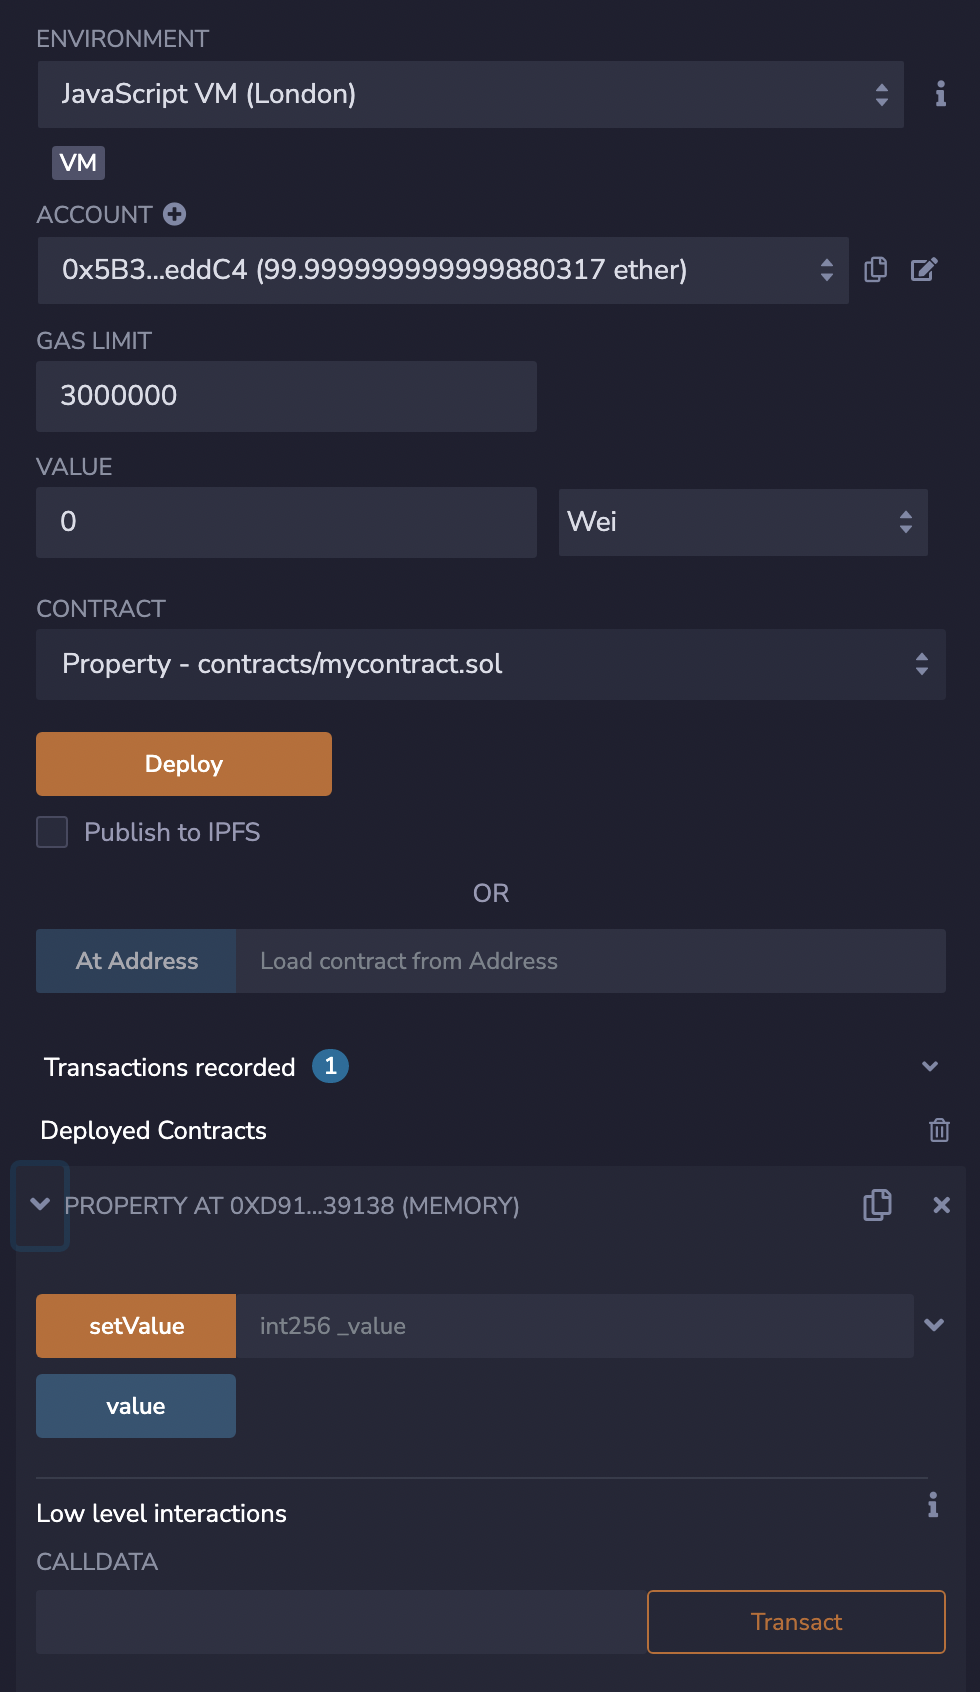 ENVIRONMENT
JavaScript VM (London)
VM
ACCOUNT
0x5B3...eddC4 (99.999999999999880317 ether)
GAS LIMIT
3000000
VALUE
0
Wei
CONTRACT
Property - contracts/mycontract.sol
Deploy
Publish to IPFS
OR
At Address
Load contract from Address
Transactions recorded 1
Deployed Contracts
PROPERTY AT 0XD91...39138 (MEMORY)
setValue
int256 _value
value
Low level interactions
CALLDATA
Transact